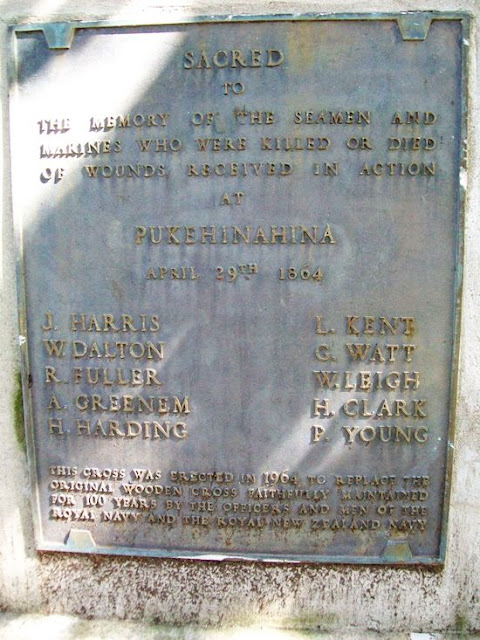 SACRED
TO
THE MEMORY OF THE SEAMEN AND
MARINES WHO WERE KILLED OR DIED
OF WOUNDS, RECEIVED IN ACTION
AT
PUKEHINAHINA
APRIL 29TH 1864
J. HARRIS L. KENT
W. DALTON G. WATT
R. FULLER W. LEIGH
A. GREENEM H. CLARK
H. HARDING P. YOUNG
THIS CROSS WAS ERECTED IN 1964 TO REPLACE THE
ORIGINAL WOODEN CROSS FAITHFULLY MAINTAINED
FOR 100 YEARS BY THE OFFICERS AND MEN OF THE
ROYAL NAVY AND THE ROYAL NEW ZEALAND NAVY